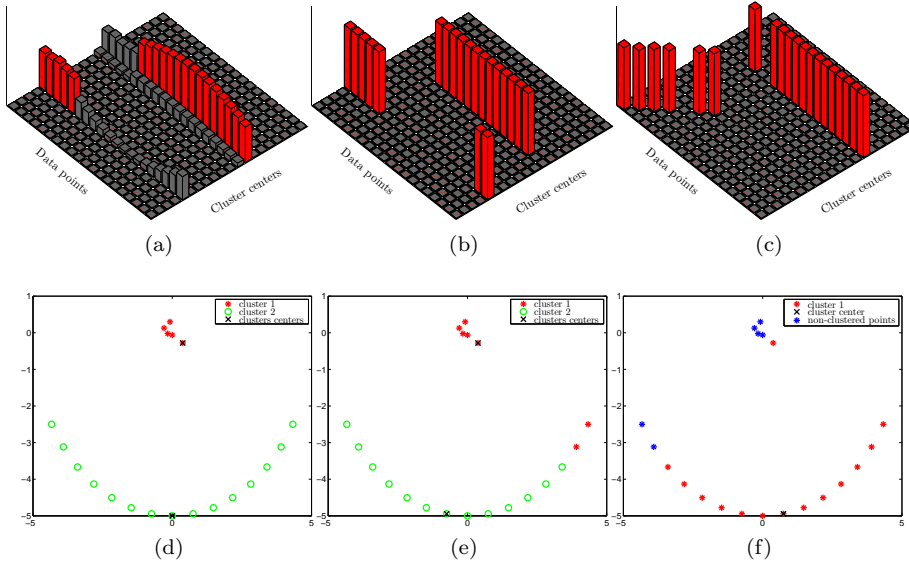 Data points
Cluster centers
Data points
Cluster centers
Data points
Cluster centers
(a)
(b)
(c)
1
0
−1
−2
−3
−4
−5
−5
0
5
cluster 1
cluster 2
clusters centers
1
0
−1
−2
−3
−4
−5
−5
0
5
cluster 1
cluster 2
clusters centers
1
0
−1
−2
−3
−4
−5
−5
0
5
cluster 1
cluster center
non-clustered points
(d)
(e)
(f)